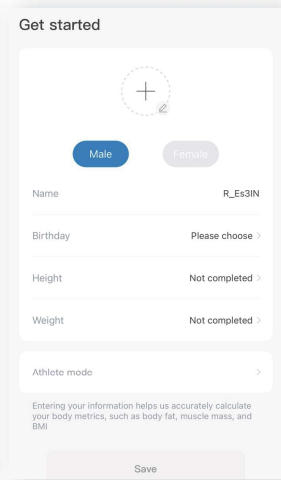 Get started
Male Female
Name R_Es3IN
Birthday Please choose
Height Not completed
Weight Not completed
Athlete mode
Entering your information helps us accurately calculate
your body metrics, such as body fat, muscle mass, and
BMI
Save